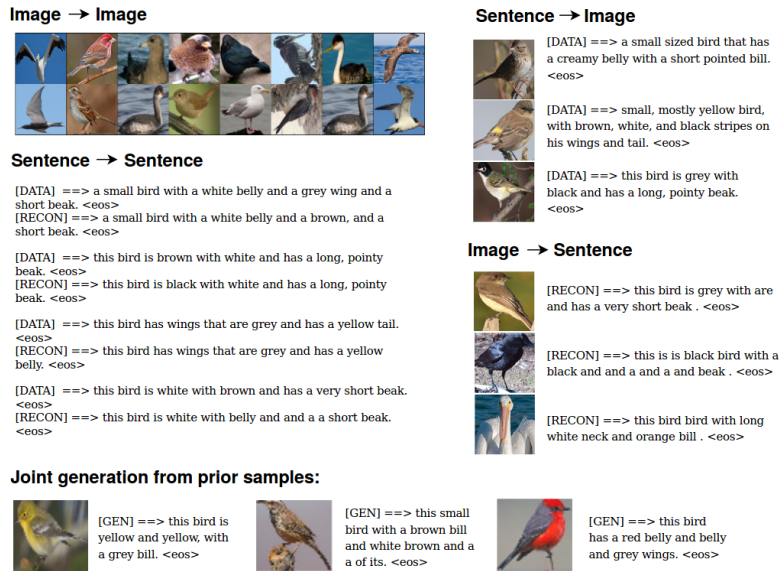 Image → Image
Sentence → Sentence
[DATA] ==> a small bird with a white belly and a grey wing and a
short beak. <eos>
[RECON] ==> a small bird with a white belly and a brown, and a
short beak. <eos>
[DATA] ==> this bird is brown with white and has a long, pointy
beak. <eos>
[RECON] ==> this bird is black with white and has a long, pointy
beak. <eos>
[DATA] ==> this bird has wings that are grey and has a yellow tail.
<eos>
[RECON] ==> this bird has wings that are grey and has a yellow
belly. <eos>
[DATA] ==> this bird is white with brown and has a very short beak.
<eos>
[RECON] ==> this bird is white with belly and and a a short beak.
<eos>
Sentence → Image
[DATA] ==> a small sized bird that has
a creamy belly with a short pointed bill.
<eos>
[DATA] ==> small, mostly yellow bird,
with brown, white, and black stripes on
his wings and tail. <eos>
[DATA] ==> this bird is grey with
black and has a long, pointy beak.
<eos>
Image → Sentence
[RECON] ==> this bird is grey with are
and has a very short beak . <eos>
[RECON] ==> this is is black bird with a
black and and a and a and beak . <eos>
[RECON] ==> this bird bird with long
white neck and orange bill . <eos>
Joint generation from prior samples:
[GEN] ==> this bird is
yellow and yellow, with
a grey bill. <eos>
[GEN] ==> this small
bird with a brown bill
and white brown and a
a of its. <eos>
[GEN] ==> this bird
has a red belly and belly
and grey wings. <eos>